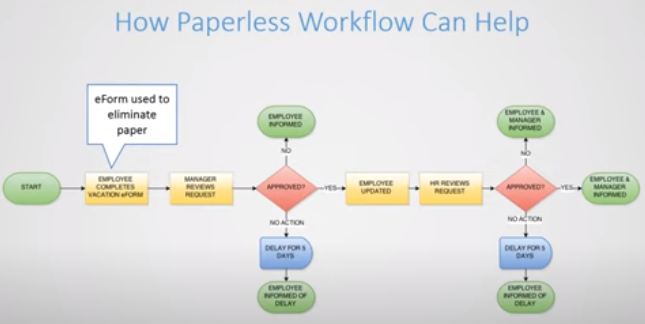 How Paperless Workflow Can Help
eForm used to
eliminate
paper
EMPLOYEE
INFORMED
EMPLOYEE &
MANAGER
INFORMED
NO
NO
START
EMPLOYEE
COMPLETES
VACATION eFORM
MANAGER
REVIEWS
REQUEST
APPROVED?
YES
EMPLOYEE
UPDATED
HR REVIEWS
REQUEST
APPROVED?
YES
EMPLOYEE &
MANAGER
INFORMED
NO ACTION
NO ACTION
DELAY FOR 5
DAYS
DELAY FOR 5
DAYS
EMPLOYEE
INFORMED OF
DELAY
EMPLOYEE
INFORMED OF
DELAY